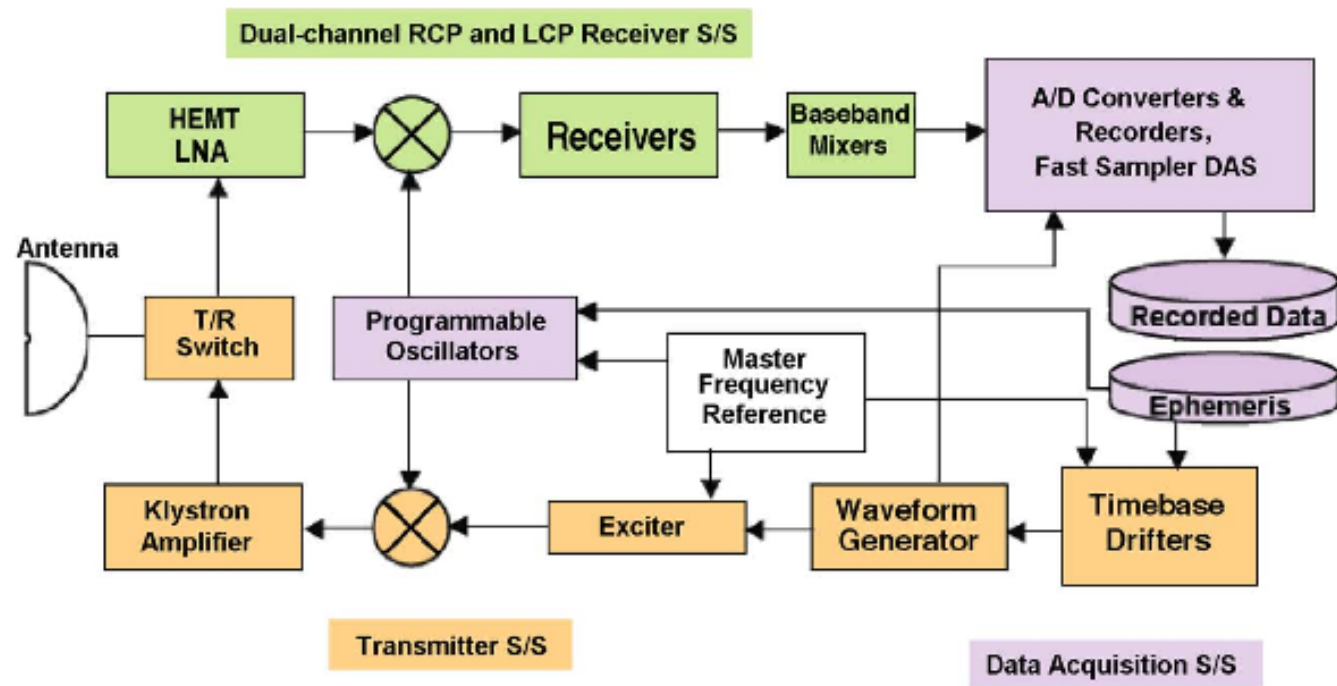 Dual-channel RCP and LCP Receiver S/S
HEMT
LNA
Receivers
Baseband
Mixers
A/D Converters &
Recorders,
Fast Sampler DAS
Antenna
T/R
Switch
Programmable
Oscillators
Master
Frequency
Reference
Recorded Data
Ephemeris
Klystron
Amplifier
Exciter
Waveform
Generator
Timebase
Drifters
Transmitter S/S
Data Acquisition S/S